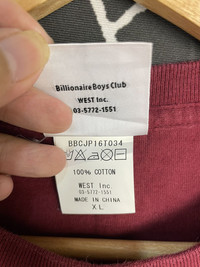 Billionaire Boys Club
WEST Inc.
03-5772-1551
BBCJP16T034
100% COTTON
WEST Inc.
03-5772-1551
MADE IN CHINA
XL